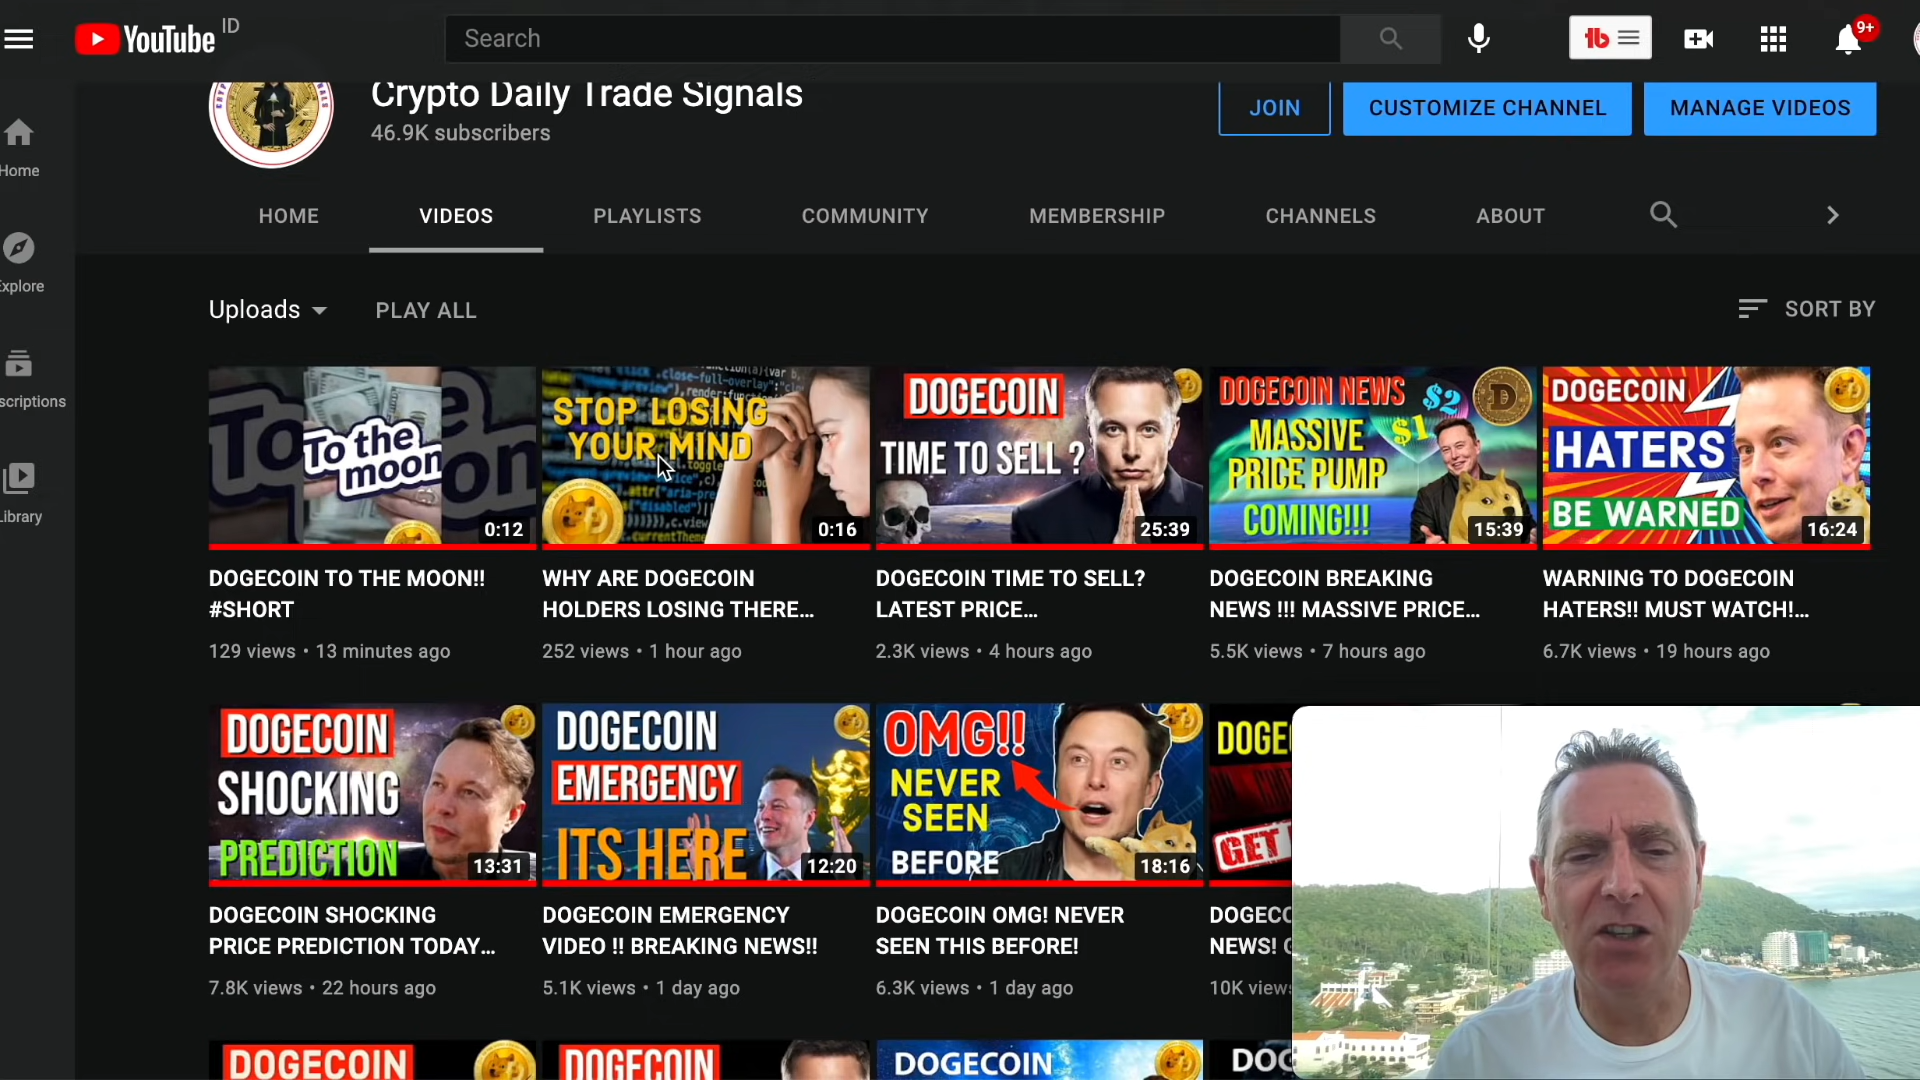 YouTube ID
Search
9+
Crypto Daily Trade Signals
46.9K subscribers
JOIN
CUSTOMIZE CHANNEL
MANAGE VIDEOS
Home
Explore
scriptions
Library
HOME
VIDEOS
PLAYLISTS
COMMUNITY
MEMBERSHIP
CHANNELS
ABOUT
Uploads
PLAY ALL
SORT BY
To the
moon
0:12
DOGECOIN TO THE MOON!!
#SHORT
129 views • 13 minutes ago
STOP LOSING
YOUR MIND
0:16
WHY ARE DOGECOIN
HOLDERS LOSING THERE...
252 views • 1 hour ago
DOGECOIN
TIME TO SELL ?
25:39
DOGECOIN TIME TO SELL?
LATEST PRICE...
2.3K views • 4 hours ago
DOGECOIN NEWS
$2
$1
MASSIVE
PRICE PUMP
COMING!!!
15:39
DOGECOIN BREAKING
NEWS !!! MASSIVE PRICE...
5.5K views • 7 hours ago
DOGECOIN
HATERS
BE WARNED
16:24
WARNING TO DOGECOIN
HATERS!! MUST WATCH!...
6.7K views • 19 hours ago
DOGECOIN
SHOCKING
PREDICTION
13:31
DOGECOIN SHOCKING
PRICE PREDICTION TODAY...
7.8K views • 22 hours ago
DOGECOIN
EMERGENCY
ITS HERE
12:20
DOGECOIN EMERGENCY
VIDEO !! BREAKING NEWS!!
5.1K views • 1 day ago
OMG!!
NEVER
SEEN
BEFORE
18:16
DOGECOIN OMG! NEVER
SEEN THIS BEFORE!
6.3K views • 1 day ago
DOGE
GET
DOGEC
NEWS!
10K view
DOGECOIN
DOGECOIN
DOGECOIN
DOG